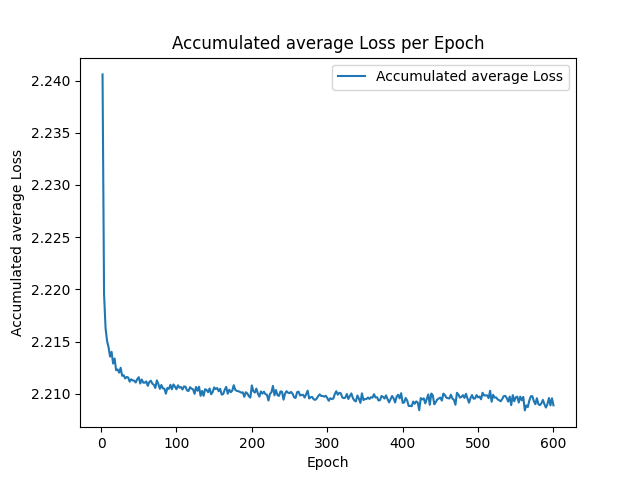 Accumulated average Loss per Epoch
Accumulated average Loss
2.240
2.235
2.230
2.225
2.220
2.215
2.210
Accumulated average Loss
0 100 200 300 400 500 600
Epoch